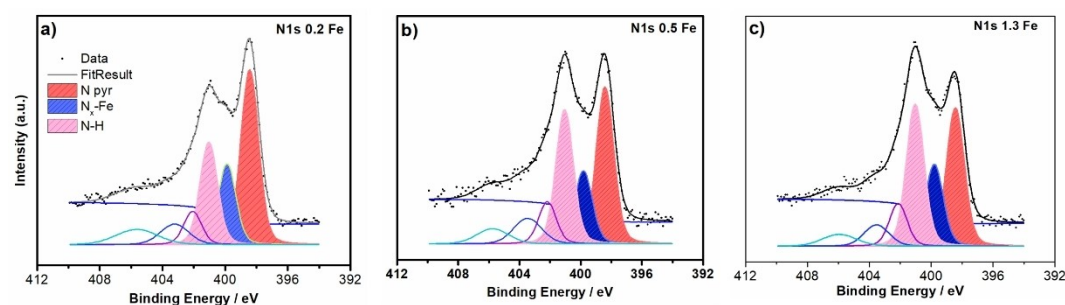 a)
N1s 0.2 Fe
Data
FitResult
N pyr
Nₓ-Fe
N-H
Intensity (a.u.)
412 408 404 400 396 392
Binding Energy / eV
b)
N1s 0.5 Fe
412 408 404 400 396 392
Binding Energy / eV
c)
N1s 1.3 Fe
412 408 404 400 396 392
Binding Energy / eV